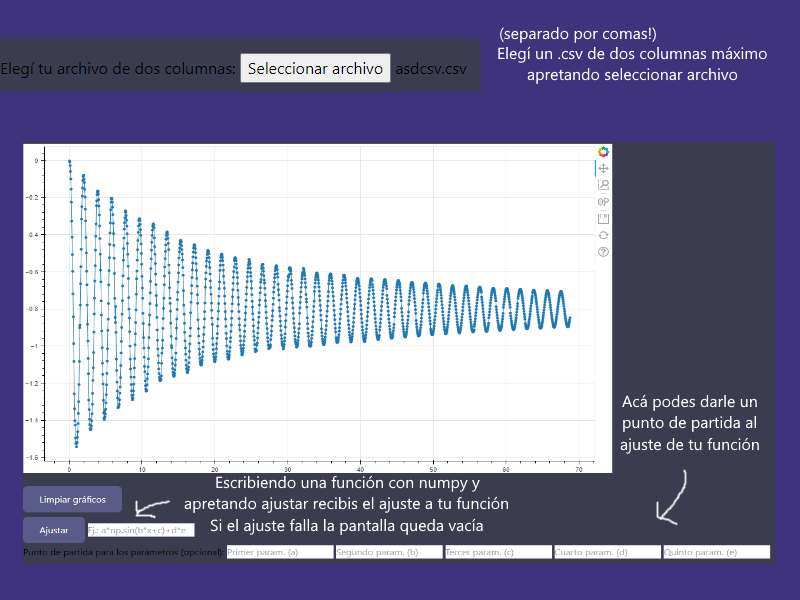 (separado por comas!)
Elegí un .csv de dos columnas máximo
apretando seleccionar archivo
Elegí tu archivo de dos columnas: Seleccionar archivo asdcsv.csv
0
-0.2
-0.4
-0.6
-0.8
-1
-1.2
-1.4
-1.6
0 10 20 30 40 50 60 70
Acá podes darle un
punto de partida al
ajuste de tu función
Escribiendo una función con numpy y
apretando ajustar recibis el ajuste a tu función
Si el ajuste falla la pantalla queda vacía
Limpiar gráficos
Ajustar Ej.: a*np.sin(b*x+c)+d*e
Punto de partida para los parámetros (opcional): Primer param. (a) Segundo param. (b) Tercer param. (c) Cuarto param. (d) Quinto param. (e)